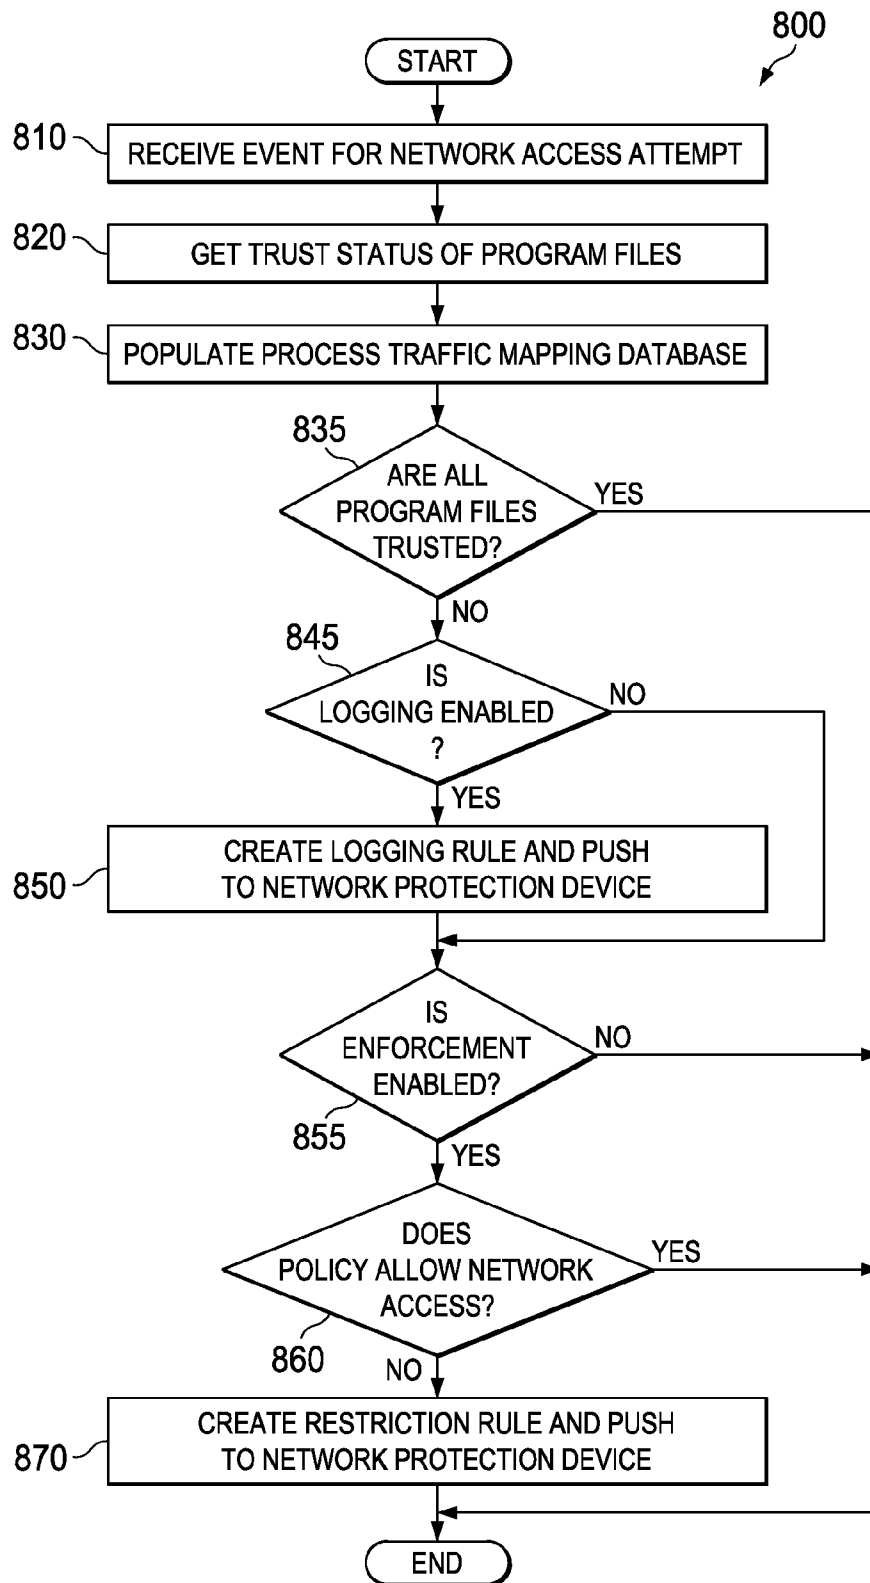 800
START
810
RECEIVE EVENT FOR NETWORK ACCESS ATTEMPT
820
GET TRUST STATUS OF PROGRAM FILES
830
POPULATE PROCESS TRAFFIC MAPPING DATABASE
835
ARE ALL
PROGRAM FILES
TRUSTED?
YES
NO
845
IS
LOGGING ENABLED
?
NO
YES
850
CREATE LOGGING RULE AND PUSH
TO NETWORK PROTECTION DEVICE
IS
ENFORCEMENT
ENABLED?
NO
855
YES
DOES
POLICY ALLOW NETWORK
ACCESS?
YES
860
NO
870
CREATE RESTRICTION RULE AND PUSH
TO NETWORK PROTECTION DEVICE
END